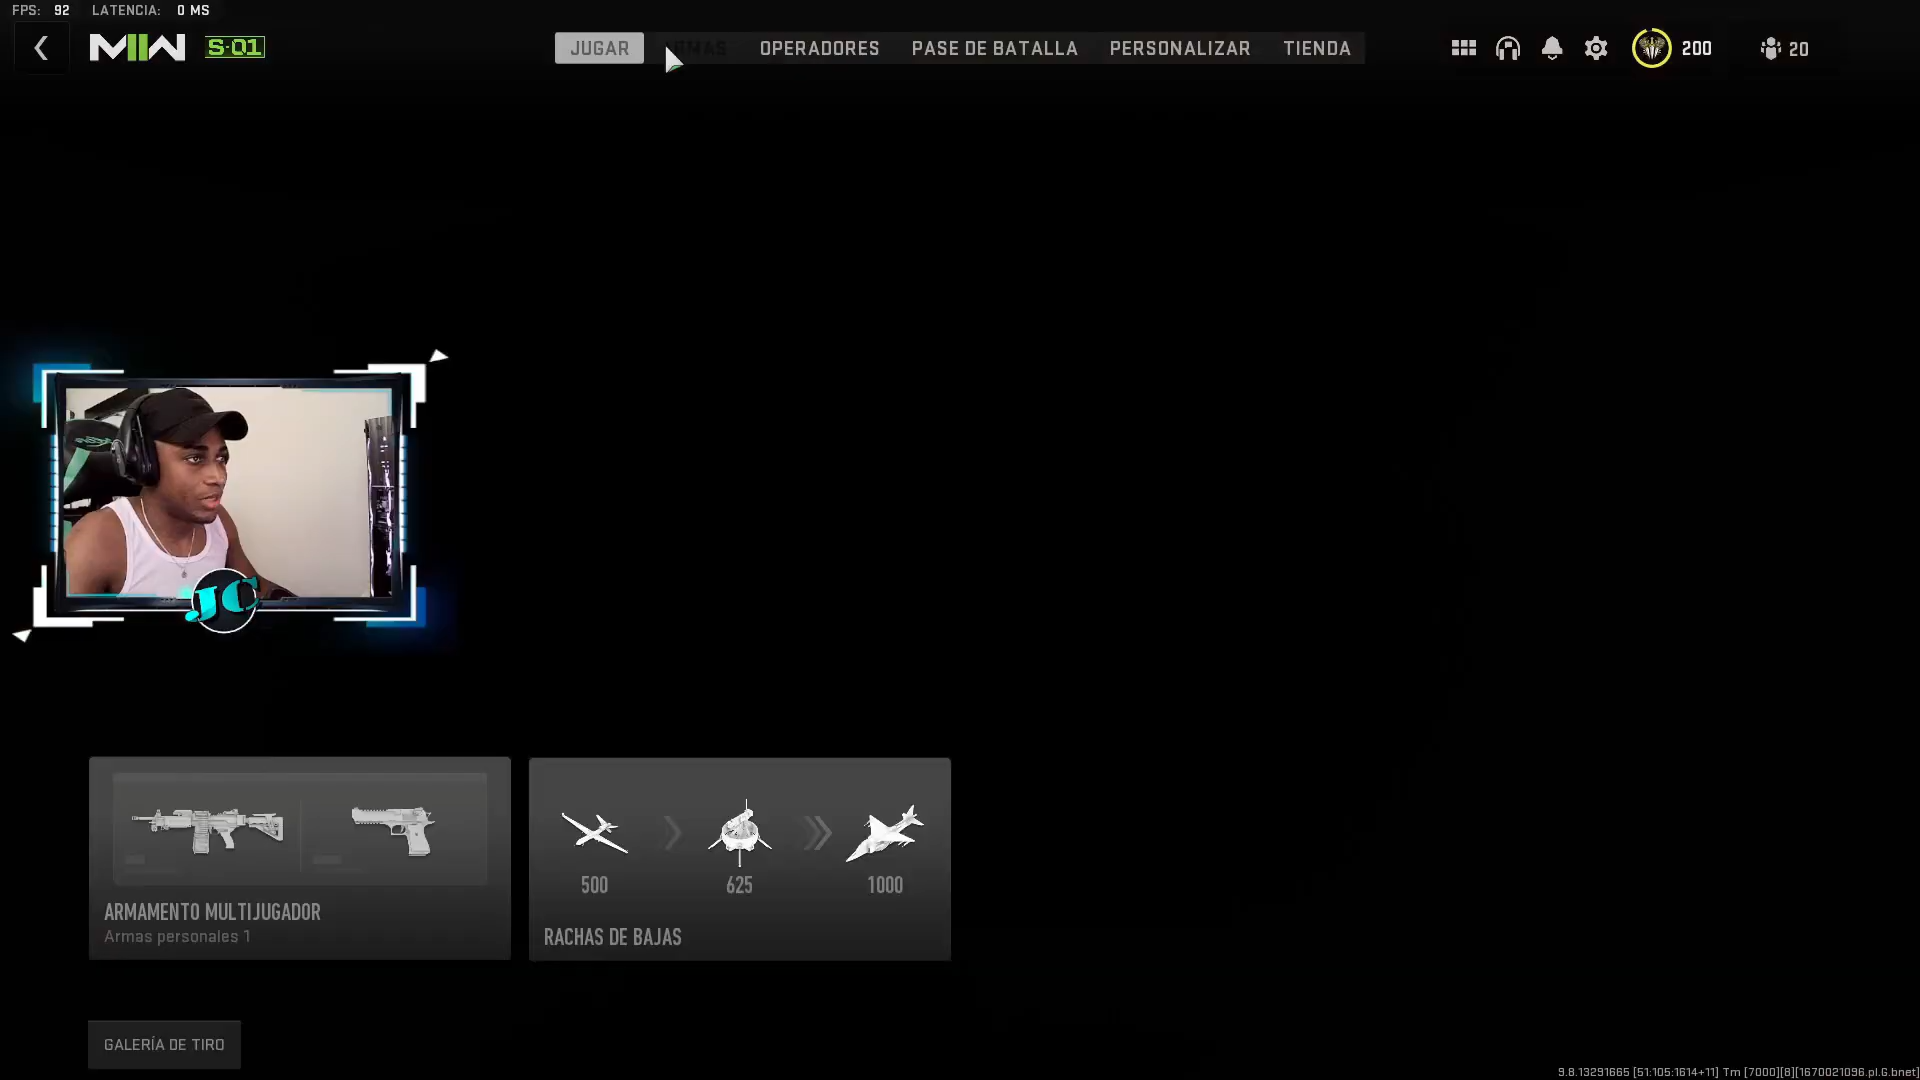 FPS: 92 LATENCIA: 0 MS
MW S·01 JUGAR OPERADORES PASE DE BATALLA PERSONALIZAR TIENDA 200 20
JC
500 625 1000
ARMAMENTO MULTIJUGADOR
Armas personales 1
RACHAS DE BAJAS
GALERÍA DE TIRO
9.8.13291665 [51:105:1614+11] Tm [7000][8][1670021096.pl.G.bnet]